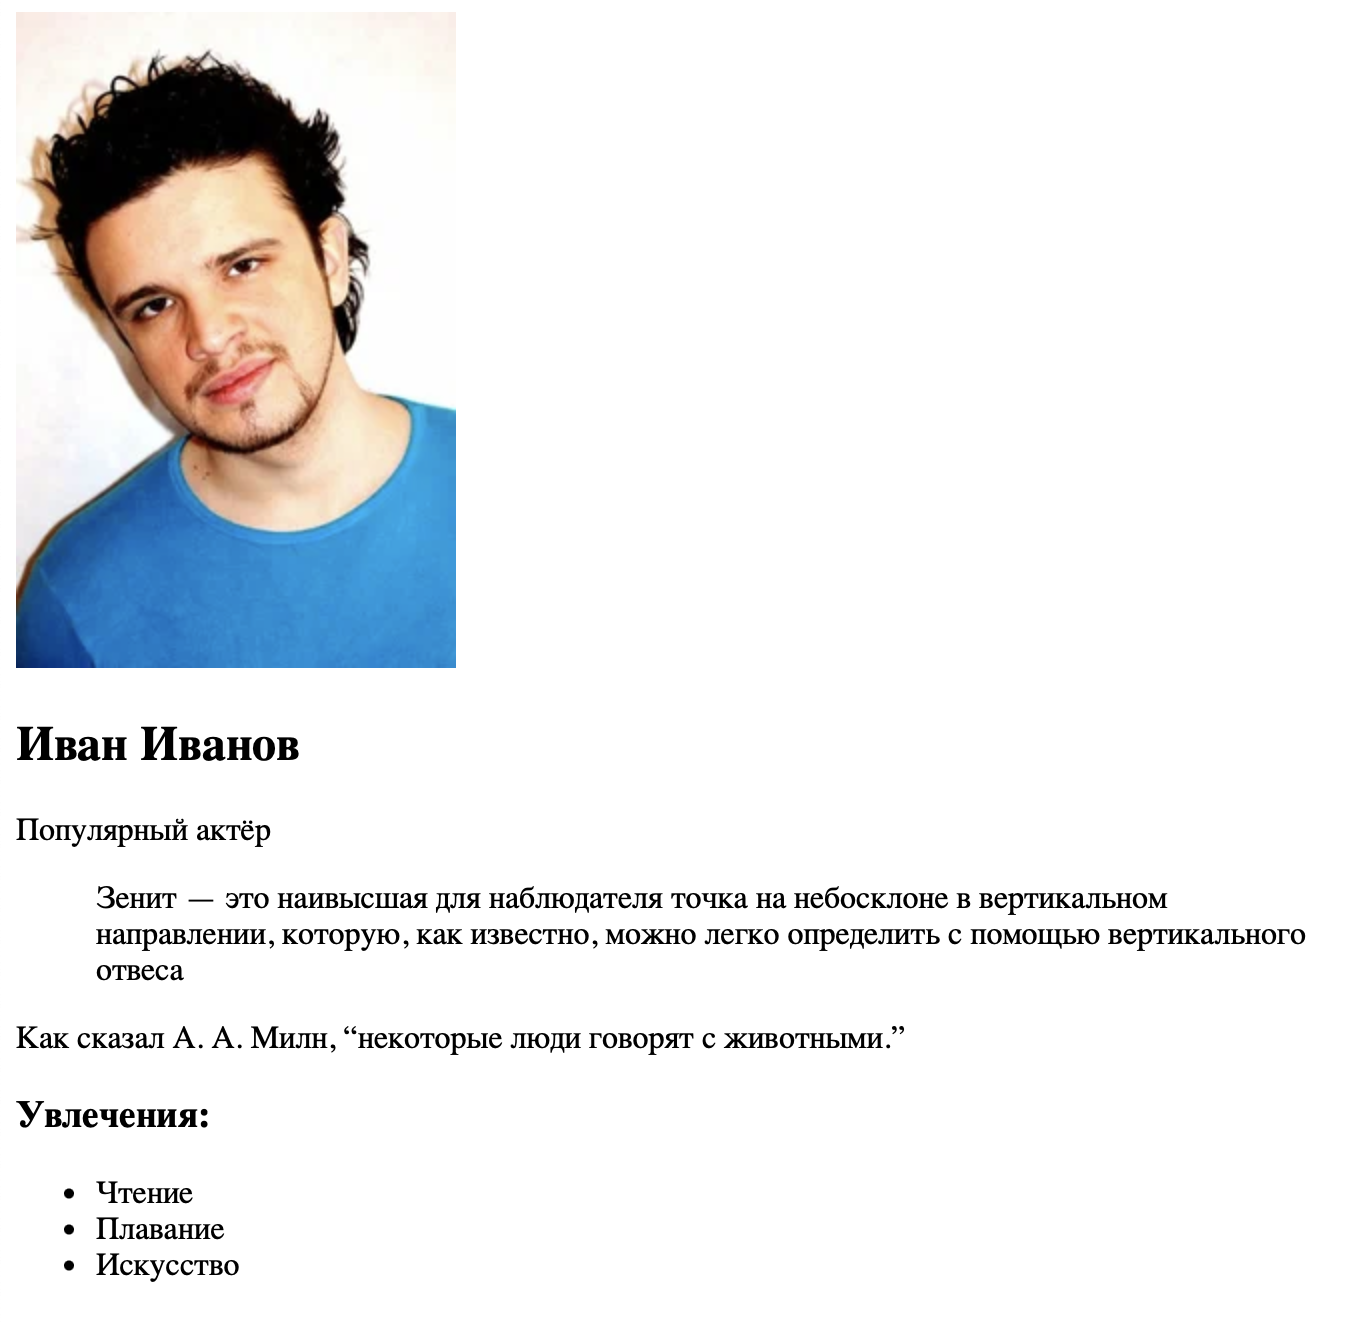 Иван Иванов
Популярный актёр
Зенит — это наивысшая для наблюдателя точка на небосклоне в вертикальном
направлении, которую, как известно, можно легко определить с помощью вертикального
отвеса
Как сказал А. А. Милн, “некоторые люди говорят с животными.”
Увлечения:
• Чтение
• Плавание
• Искусство